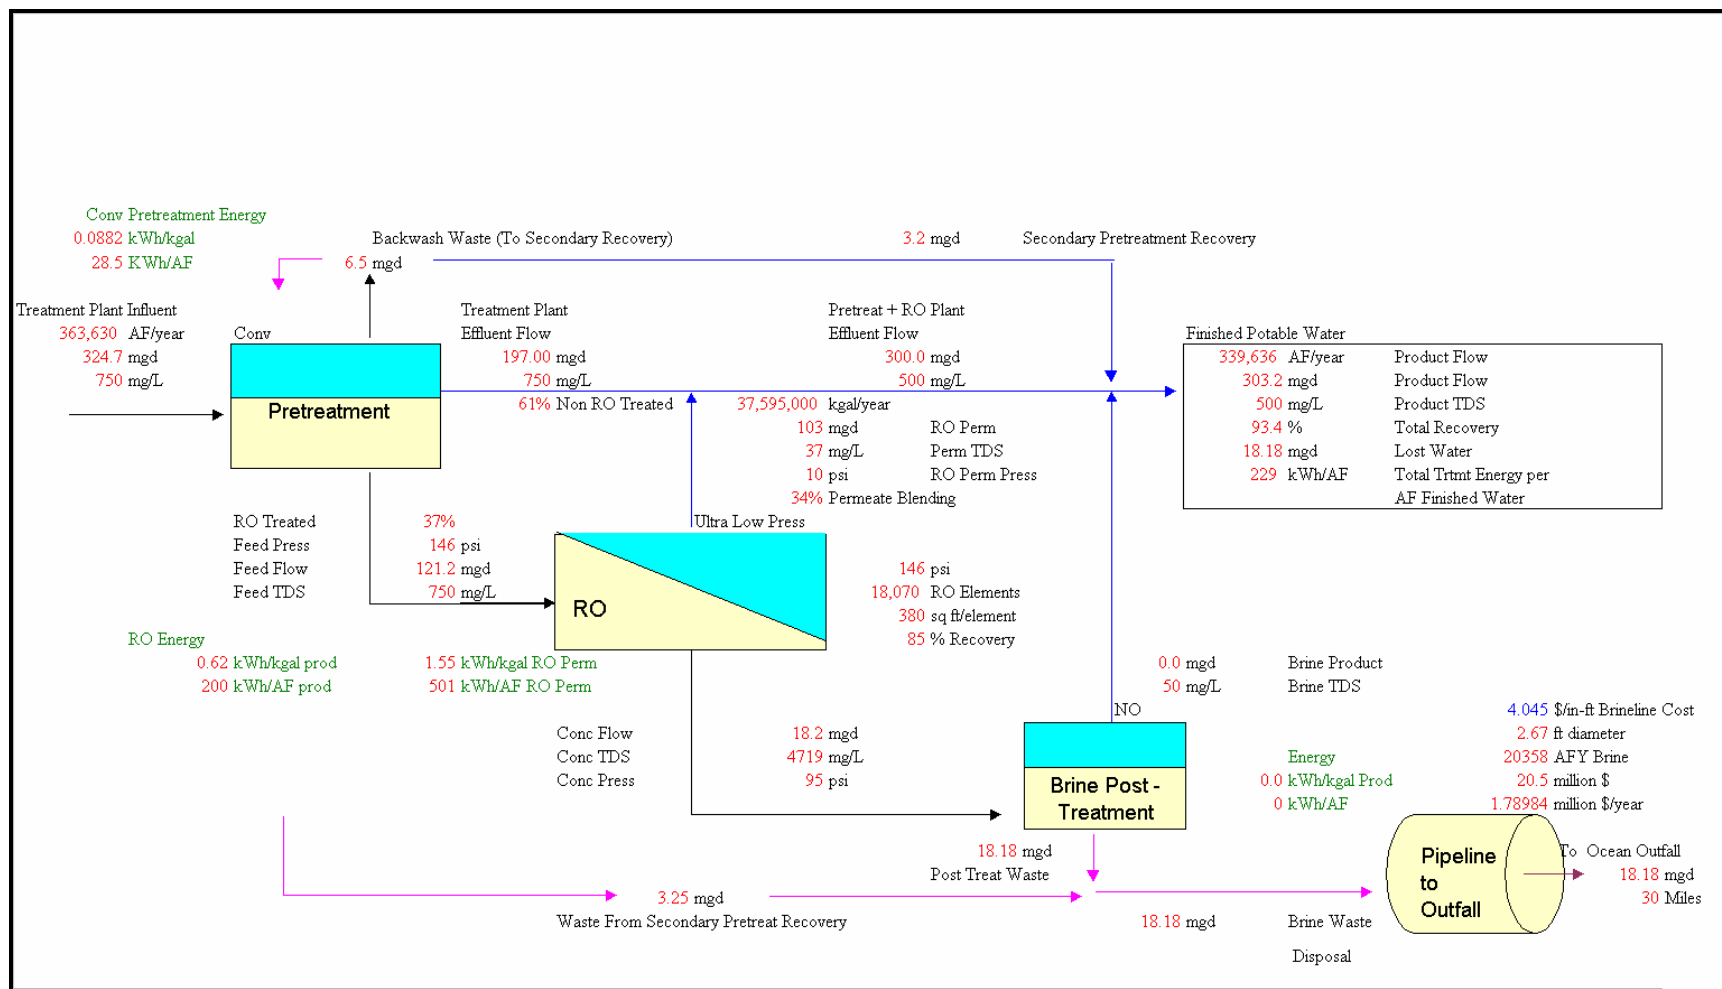 Conv Pretreatment Energy
0.0882 kWh/kgal
Backwash Waste (To Secondary Recovery)
3.2 mgd
Secondary Pretreatment Recovery
28.5 KWh/AF
6.5 mgd
Treatment Plant Influent
363,630 AF/year
324.7 mgd
750 mg/L
Conv
Pretreatment
Treatment Plant
Effluent Flow
197.00 mgd
750 mg/L
61% Non RO Treated
Pretreat + RO Plant
Effluent Flow
300.0 mgd
500 mg/L
37,595,000 kgal/year
103 mgd RO Perm
37 mg/L Perm TDS
10 psi RO Perm Press
34% Permeate Blending
Finished Potable Water
339,636 AF/year Product Flow
303.2 mgd Product Flow
500 mg/L Product TDS
93.4 % Total Recovery
18.18 mgd Lost Water
229 kWh/AF Total Trtmt Energy per
AF Finished Water
RO Treated 37%
Feed Press 146 psi
Feed Flow 121.2 mgd
Feed TDS 750 mg/L
Ultra Low Press
RO
146 psi
18,070 RO Elements
380 sq ft/element
85 % Recovery
RO Energy
0.62 kWh/kgal prod 1.55 kWh/kgal RO Perm
200 kWh/AF prod 501 kWh/AF RO Perm
0.0 mgd Brine Product
50 mg/L Brine TDS
NO
Conc Flow 18.2 mgd
Conc TDS 4719 mg/L
Conc Press 95 psi
Brine Post -
Treatment
Energy
0.0 kWh/kgal Prod
0 kWh/AF
4.045 $/in-ft Brineline Cost
2.67 ft diameter
20358 AFY Brine
20.5 million $
1.78984 million $/year
Pipeline
to
Outfall
To Ocean Outfall
18.18 mgd
30 Miles
18.18 mgd
Post Treat Waste
3.25 mgd
Waste From Secondary Pretreat Recovery
18.18 mgd Brine Waste
Disposal